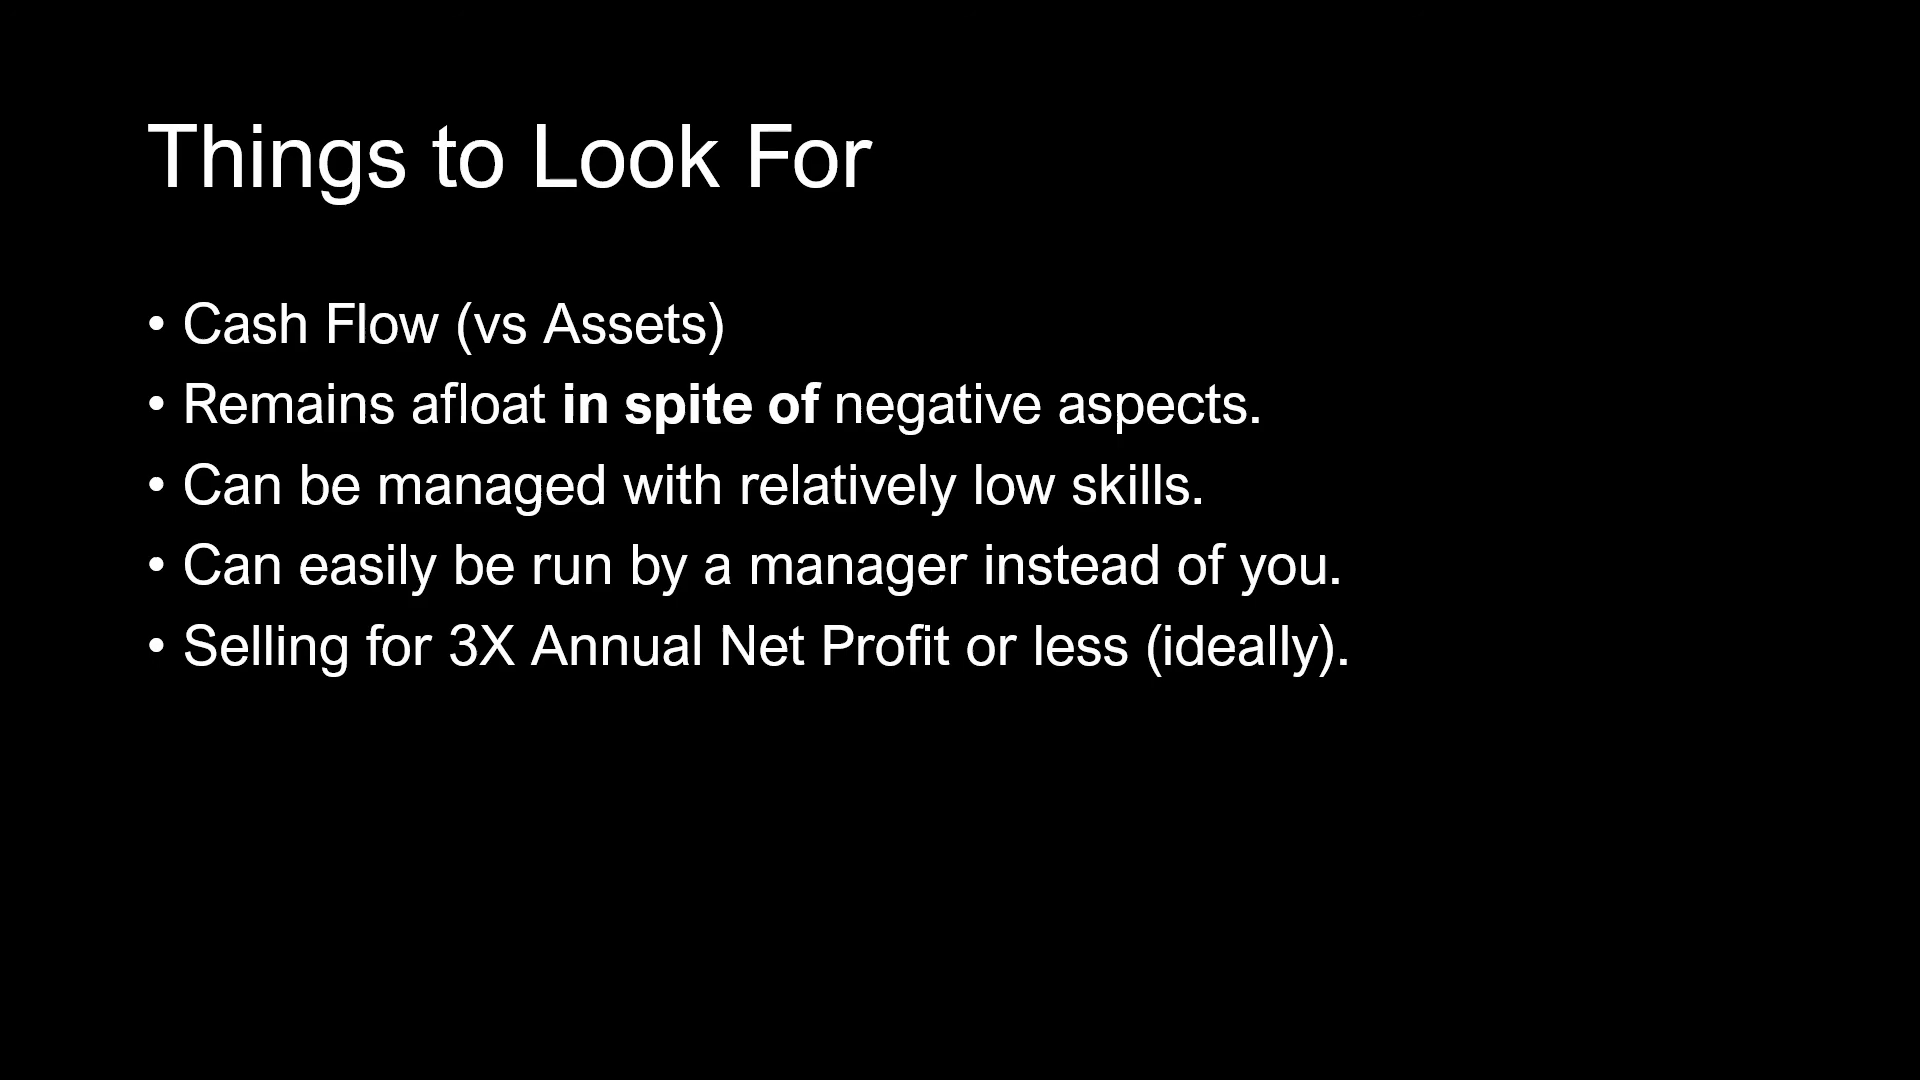 Things to Look For
• Cash Flow (vs Assets)
• Remains afloat in spite of negative aspects.
• Can be managed with relatively low skills.
• Can easily be run by a manager instead of you.
• Selling for 3X Annual Net Profit or less (ideally).